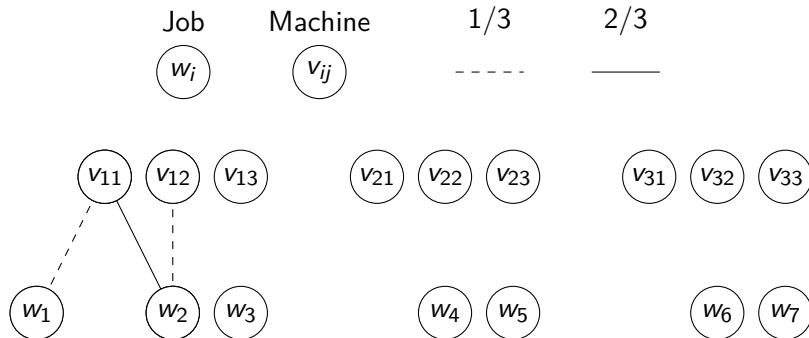 Job Machine 1/3 2/3
w_i v_ij
v_11 v_12 v_13 v_21 v_22 v_23 v_31 v_32 v_33
w_1 w_2 w_3 w_4 w_5 w_6 w_7